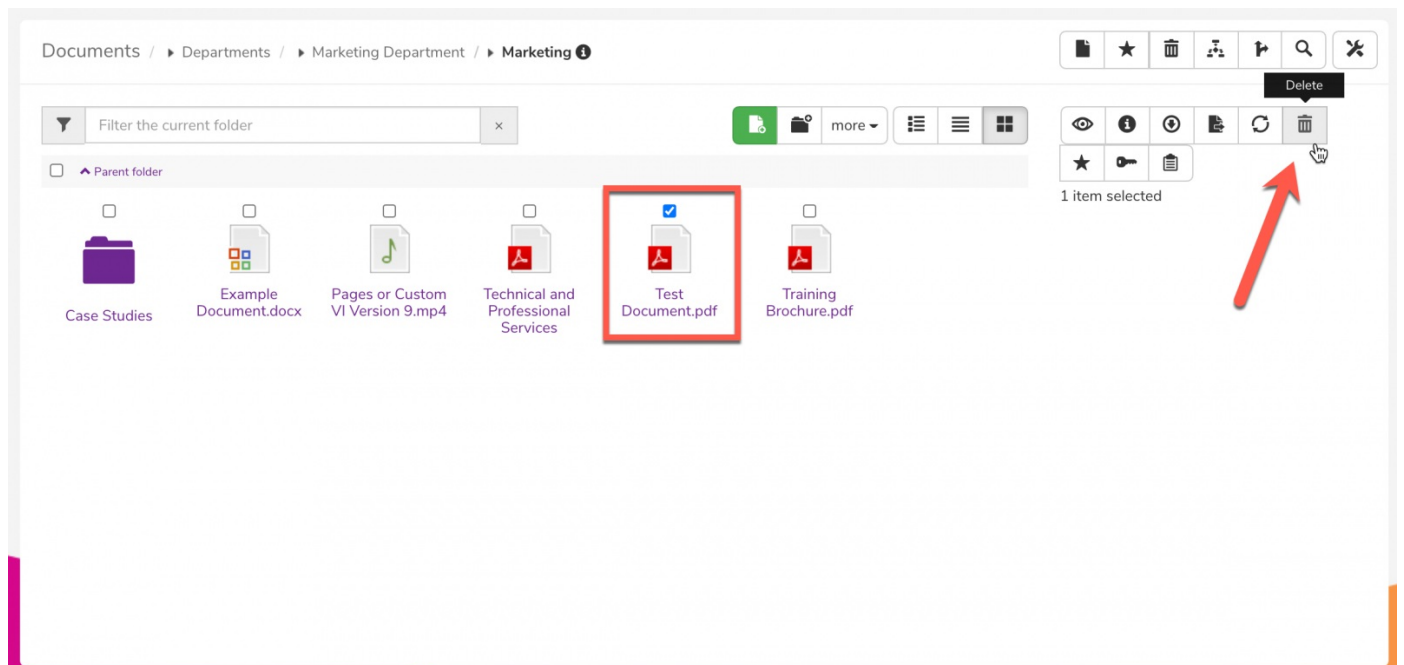 Documents / Departments / Marketing Department / Marketing
Delete
Filter the current folder
more
Parent folder
1 item selected
Case Studies
Example
Document.docx
Pages or Custom
VI Version 9.mp4
Technical and
Professional
Services
Test
Document.pdf
Training
Brochure.pdf